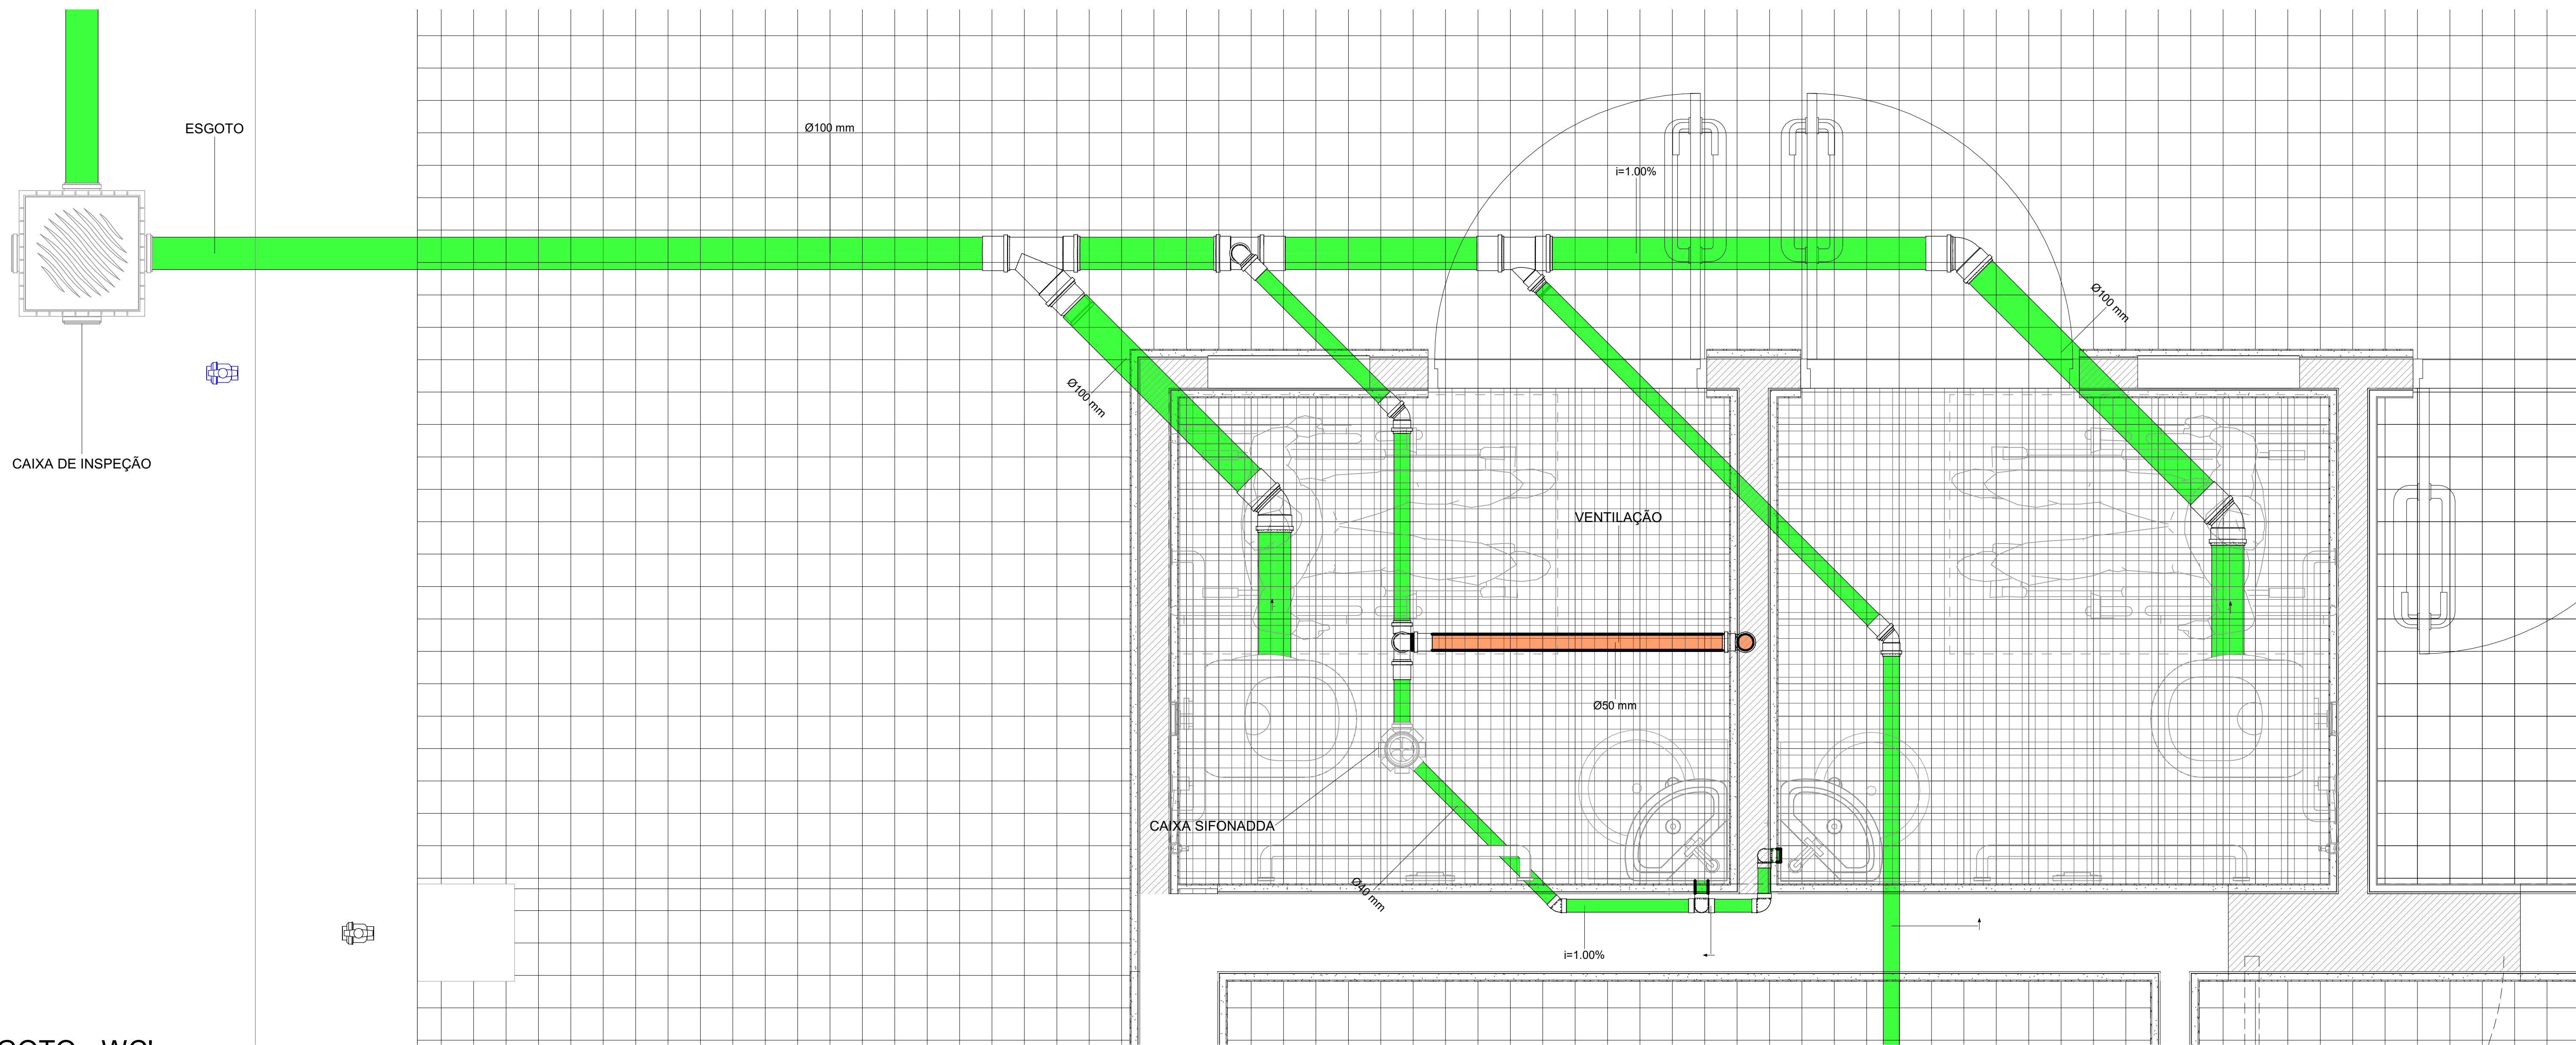 ESGOTO
Ø100 mm
i=1.00%
Ø100 mm
Ø100 mm
CAIXA DE INSPEÇÃO
VENTILAÇÃO
Ø50 mm
CAIXA SIFONADDA
Ø40 mm
i=1.00%